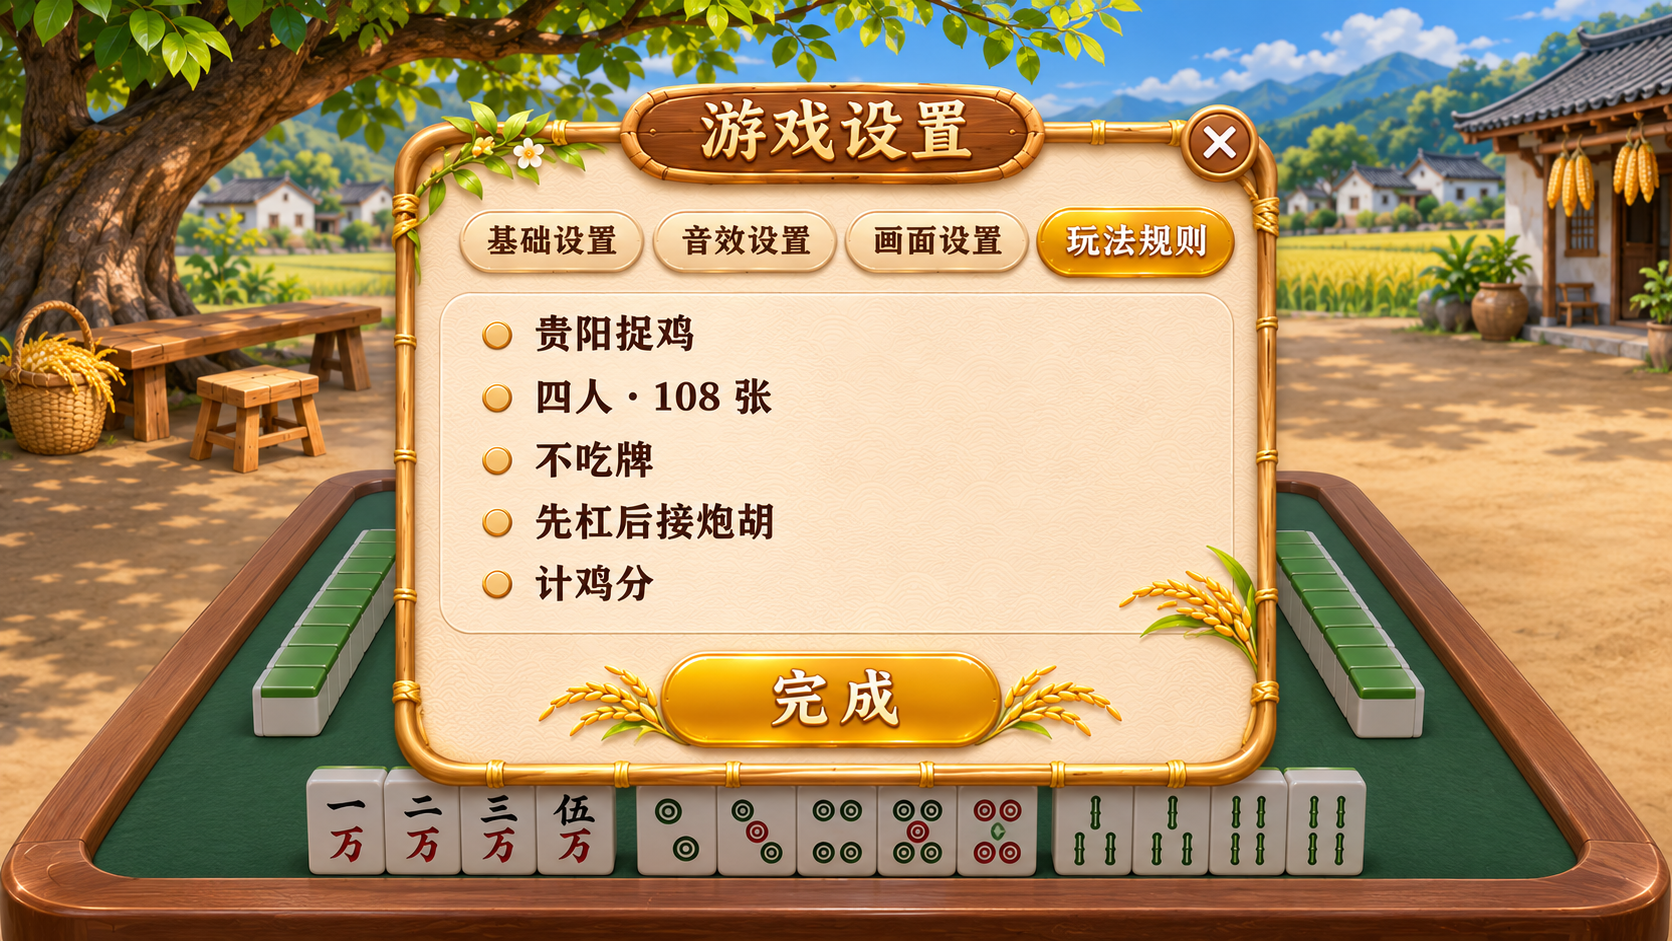 游戏设置
基础设置 音效设置 画面设置 玩法规则
贵阳捉鸡
四人·108 张
不吃牌
先杠后接炮胡
计鸡分
完成
一万 二万 三万 伍万